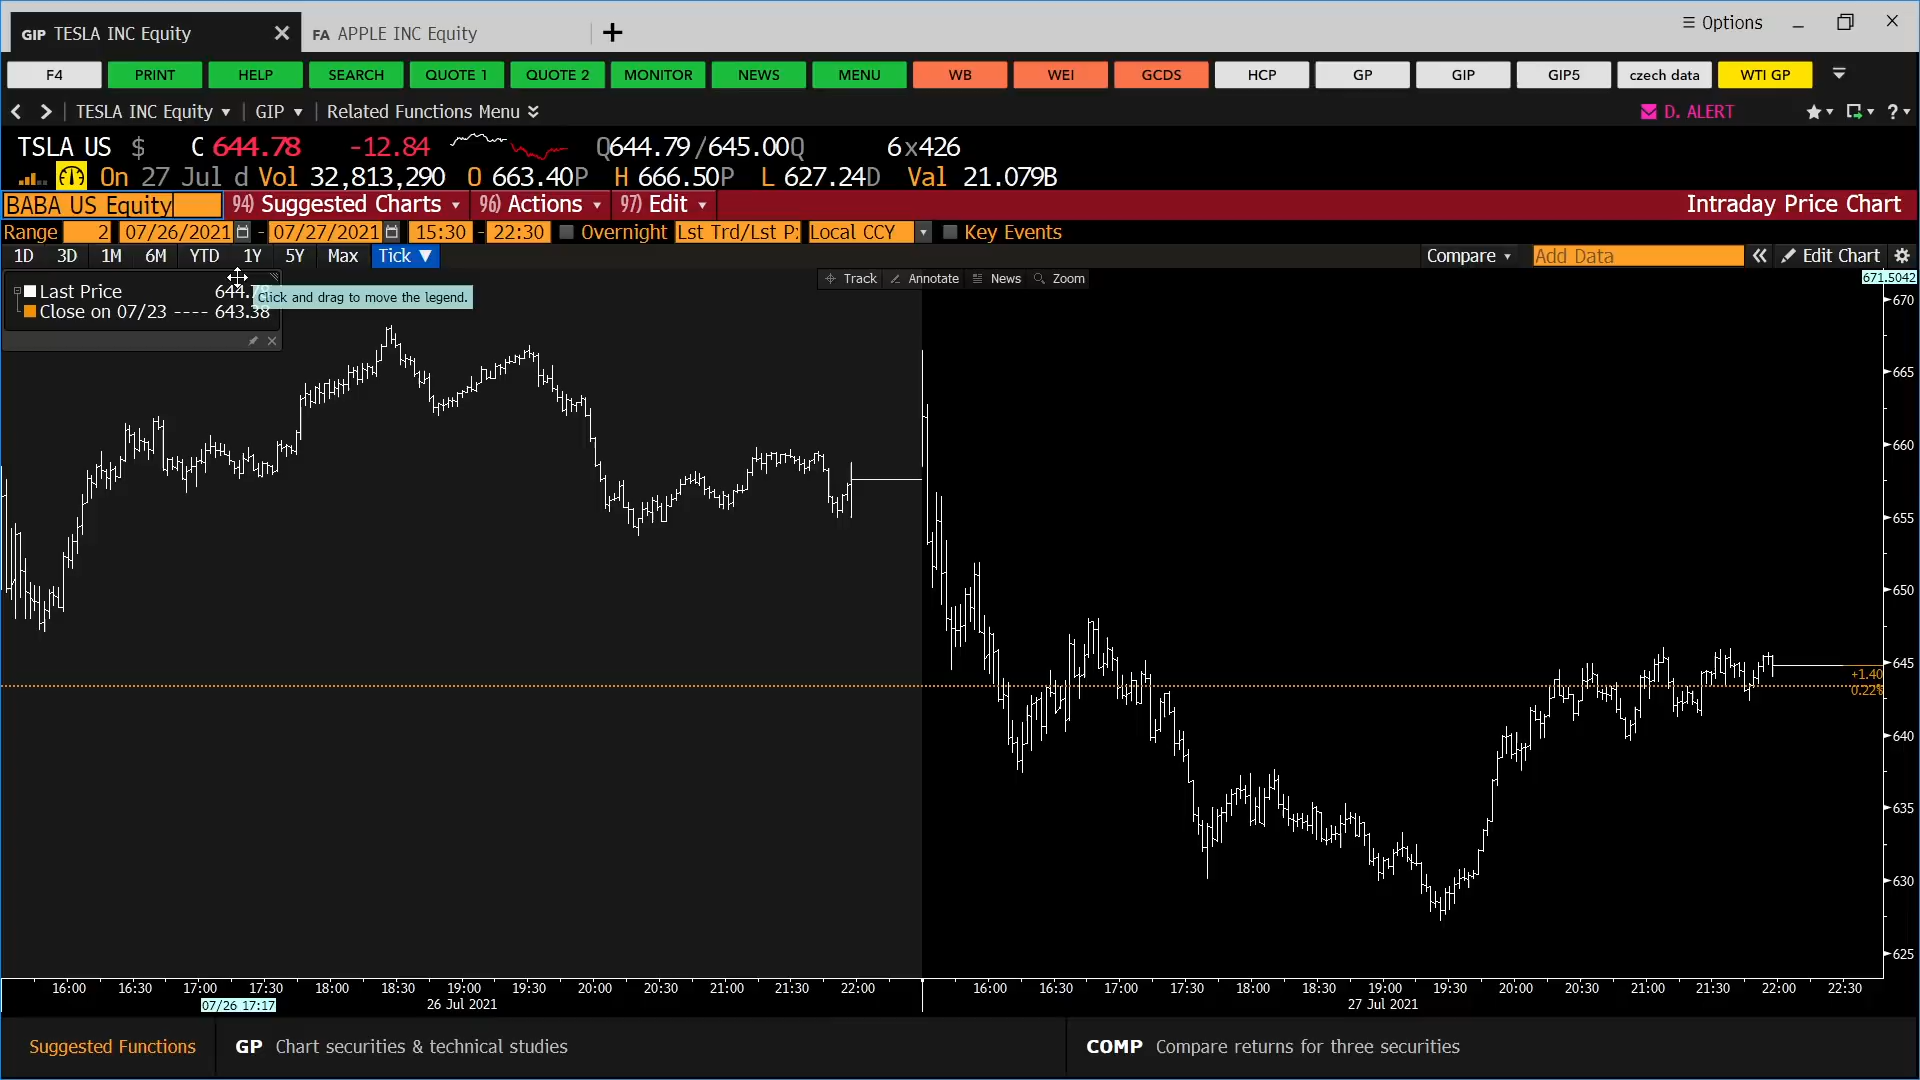 GIP TESLA INC Equity FA APPLE INC Equity Options
F4 PRINT HELP SEARCH QUOTE 1 QUOTE 2 MONITOR NEWS MENU WB WEI GCDS HCP GP GIP GIP5 czech data WTI GP
TESLA INC Equity GIP Related Functions Menu D. ALERT ?
TSLA US $ C 644.78 -12.84 Q644.79/645.00Q 6x426
On 27 Jul d Vol 32,813,290 O 663.40P H 666.50P L 627.24D Val 21.079B
BABA US Equity 94) Suggested Charts 96) Actions 97) Edit Intraday Price Chart
Range 2 07/26/2021 - 07/27/2021 15:30 - 22:30 Overnight Lst Trd/Lst P Local CCY Key Events
1D 3D 1M 6M YTD 1Y 5Y Max Tick Compare Add Data Edit Chart
Track Annotate News Zoom
671.5042
Last Price 644.78
Click and drag to move the legend.
Close on 07/23 ---- 643.38
670
665
660
655
650
645
+1.40
0.22%
640
635
630
625
16:00 16:30 17:00 17:30 18:00 18:30 19:00 19:30 20:00 20:30 21:00 21:30 22:00 16:00 16:30 17:00 17:30 18:00 18:30 19:00 19:30 20:00 20:30 21:00 21:30 22:00 22:30
07/26 17:17 26 Jul 2021 27 Jul 2021
Suggested Functions GP Chart securities & technical studies COMP Compare returns for three securities